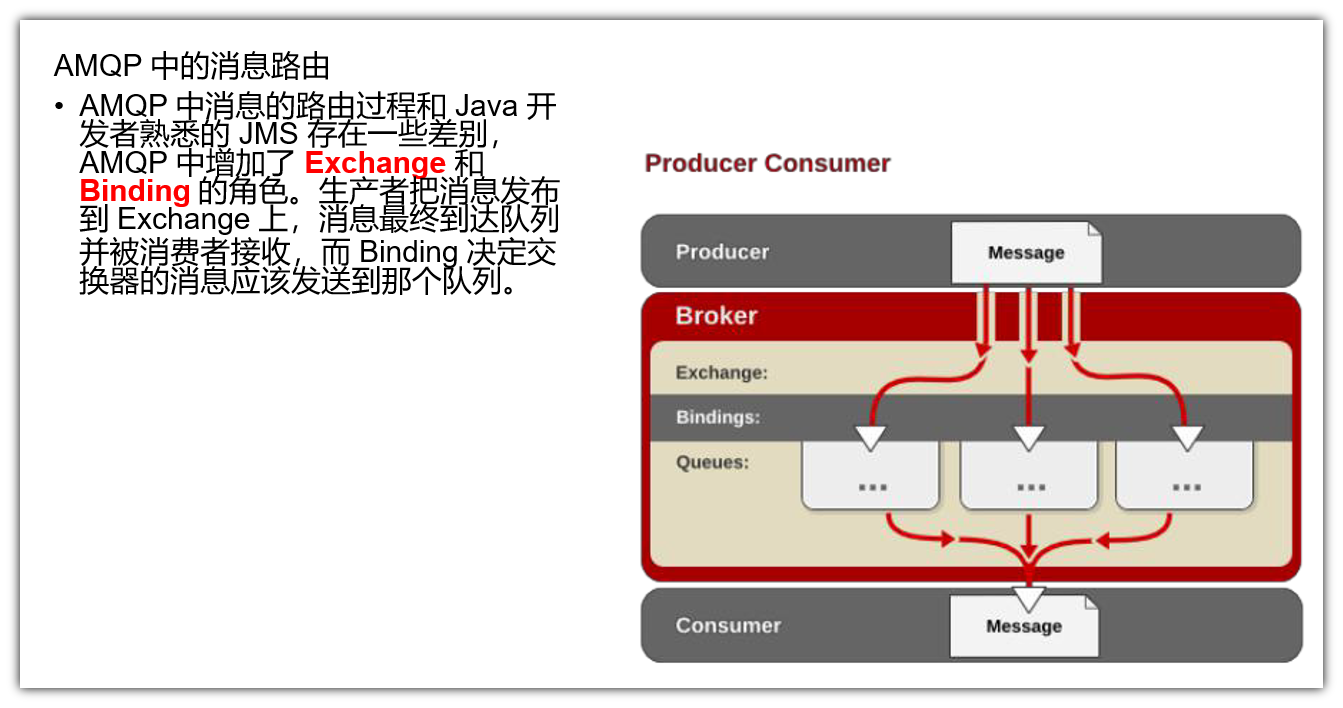 AMQP 中的消息路由
• AMQP 中消息的路由过程和 Java 开
发者熟悉的 JMS 存在一些差别，
AMQP 中增加了 Exchange 和
Binding 的角色。生产者把消息发布
到 Exchange 上，消息最终到达队列
并被消费者接收，而 Binding 决定交
换器的消息应该发送到那个队列。
Producer Consumer
Producer
Message
Broker
Exchange:
Bindings:
Queues:
...
...
...
Consumer
Message